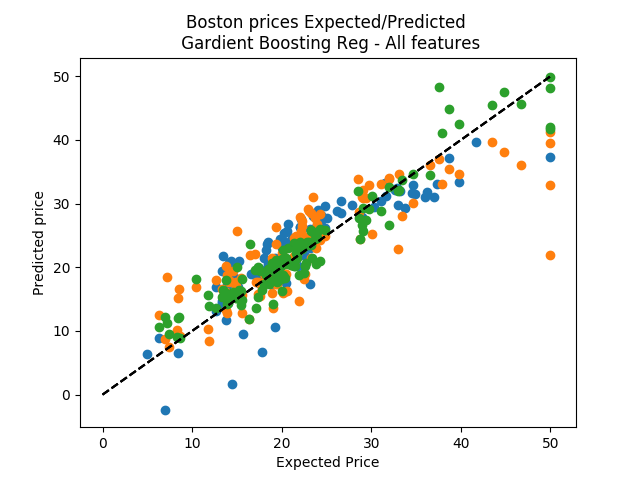 Boston prices Expected/Predicted
Gardient Boosting Reg - All features
50
40
30
20
10
0
Predicted price
0 10 20 30 40 50
Expected Price